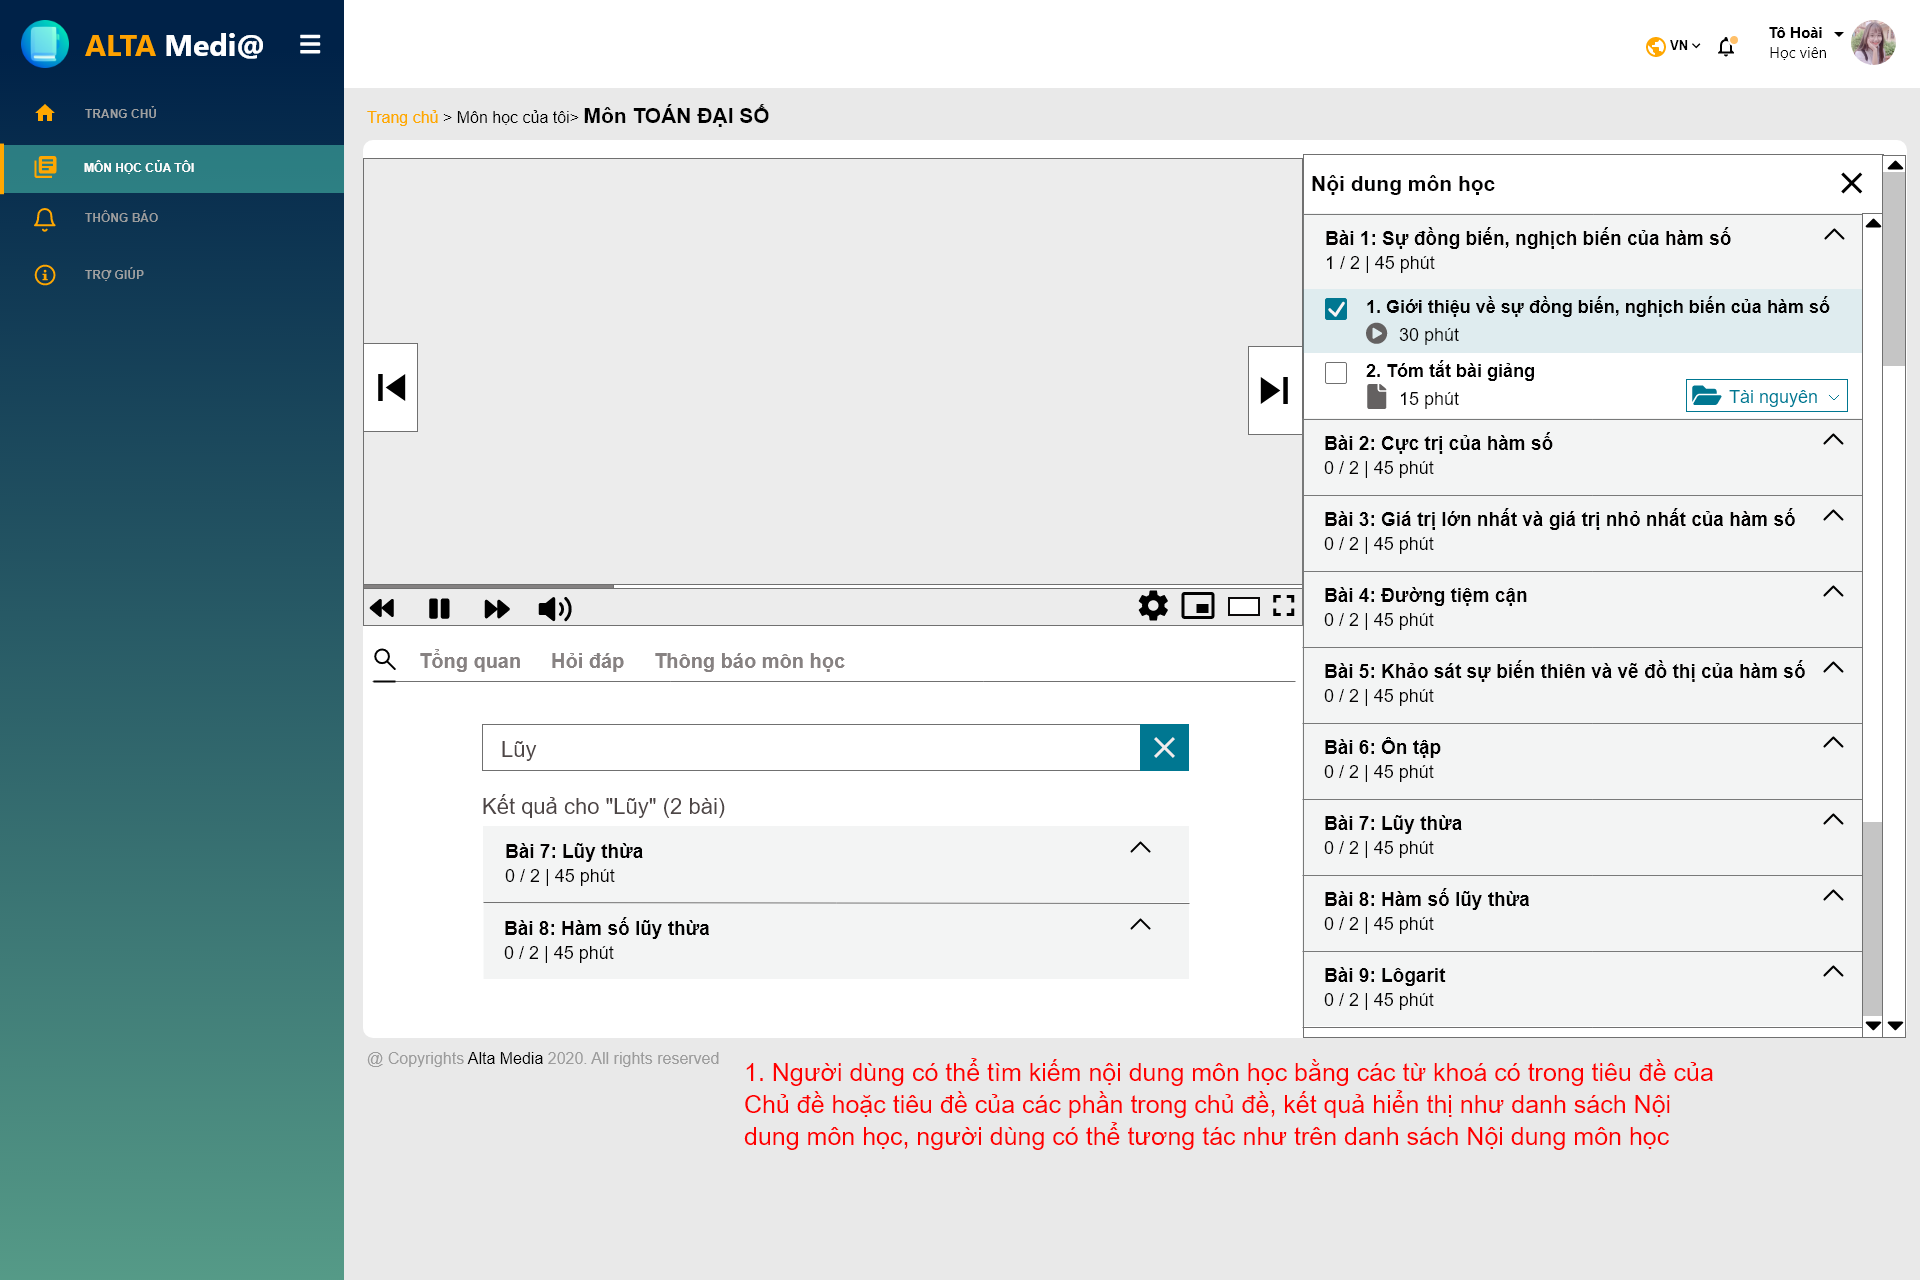 ALTA Medi@
TRANG CHỦ
MÔN HỌC CỦA TÔI
THÔNG BÁO
TRỢ GIÚP
VN
Tô Hoài
Học viên
Trang chủ > Môn học của tôi> Môn TOÁN ĐẠI SỐ
Tổng quan Hỏi đáp Thông báo môn học
Lũy
Kết quả cho "Lũy" (2 bài)
Bài 7: Lũy thừa
0 / 2 | 45 phút
Bài 8: Hàm số lũy thừa
0 / 2 | 45 phút
Nội dung môn học
Bài 1: Sự đồng biến, nghịch biến của hàm số
1 / 2 | 45 phút
1. Giới thiệu về sự đồng biến, nghịch biến của hàm số
30 phút
2. Tóm tắt bài giảng
15 phút
Tài nguyên
Bài 2: Cực trị của hàm số
0 / 2 | 45 phút
Bài 3: Giá trị lớn nhất và giá trị nhỏ nhất của hàm số
0 / 2 | 45 phút
Bài 4: Đường tiệm cận
0 / 2 | 45 phút
Bài 5: Khảo sát sự biến thiên và vẽ đồ thị của hàm số
0 / 2 | 45 phút
Bài 6: Ôn tập
0 / 2 | 45 phút
Bài 7: Lũy thừa
0 / 2 | 45 phút
Bài 8: Hàm số lũy thừa
0 / 2 | 45 phút
Bài 9: Lôgarit
0 / 2 | 45 phút
@ Copyrights Alta Media 2020. All rights reserved
1. Người dùng có thể tìm kiếm nội dung môn học bằng các từ khoá có trong tiêu đề của
Chủ đề hoặc tiêu đề của các phần trong chủ đề, kết quả hiển thị như danh sách Nội
dung môn học, người dùng có thể tương tác như trên danh sách Nội dung môn học